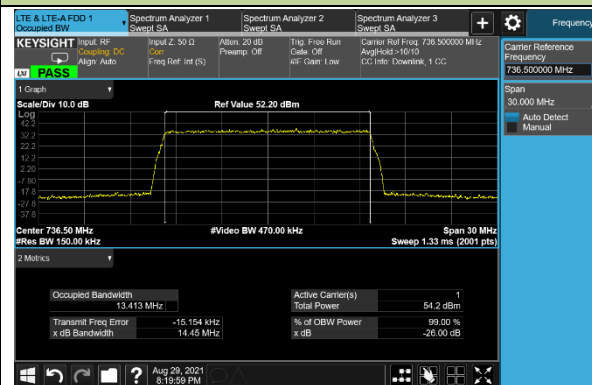 LTE & LTE-A FDD 1
Occupied BW
Spectrum Analyzer 1
Swept SA
Spectrum Analyzer 2
Swept SA
Spectrum Analyzer 3
Swept SA
+
Frequency
KEYSIGHT
Input: RF
Coupling: DC
Align: Auto
Input Z: 50 Ω
Corr
Freq Ref: Int (S)
Atten: 20 dB
Preamp: Off
Trig: Free Run
Gate: Off
#IF Gain: Low
Carrier Ref Freq: 736.500000 MHz
Avg|Hold:>10/10
CC Info: Downlink, 1 CC
LXI
PASS
Carrier Reference
Frequency
736.500000 MHz
Span
30.000 MHz
Auto Detect
Manual
1 Graph
Scale/Div 10.0 dB
Ref Value 52.20 dBm
Log
42.2
32.2
22.2
12.2
2.20
-7.80
-17.8
-27.8
-37.8
Center 736.50 MHz
#Video BW 470.00 kHz
Span 30 MHz
#Res BW 150.00 kHz
Sweep 1.33 ms (2001 pts)
2 Metrics
Occupied Bandwidth
13.413 MHz
Active Carrier(s) 1
Total Power 54.2 dBm
Transmit Freq Error -15.154 kHz
x dB Bandwidth 14.45 MHz
% of OBW Power 99.00 %
x dB -26.00 dB
?
Aug 29, 2021
8:19:59 PM